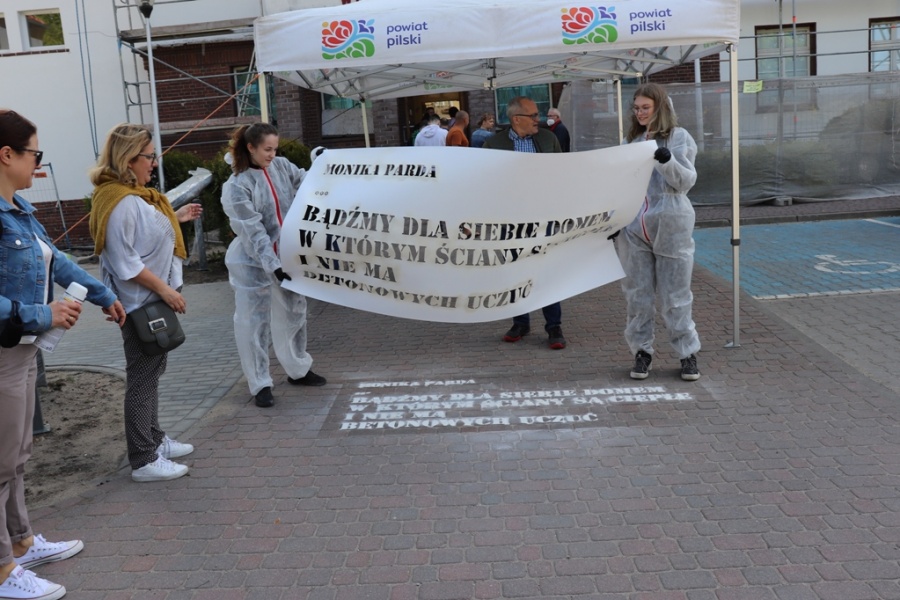 powiat
pilski
powiat
pilski
MONIKA PARDA
...
BĄDŹMY DLA SIEBIE DOMEM
W KTÓRYM ŚCIANY SĄ
I NIE MA
BETONOWYCH UCZUĆ
MONIKA PARDA
...
BĄDŹMY DLA SIEBIE DOMEM
W KTÓRYM ŚCIANY SĄ CIEPŁE
I NIE MA
BETONOWYCH UCZUĆ